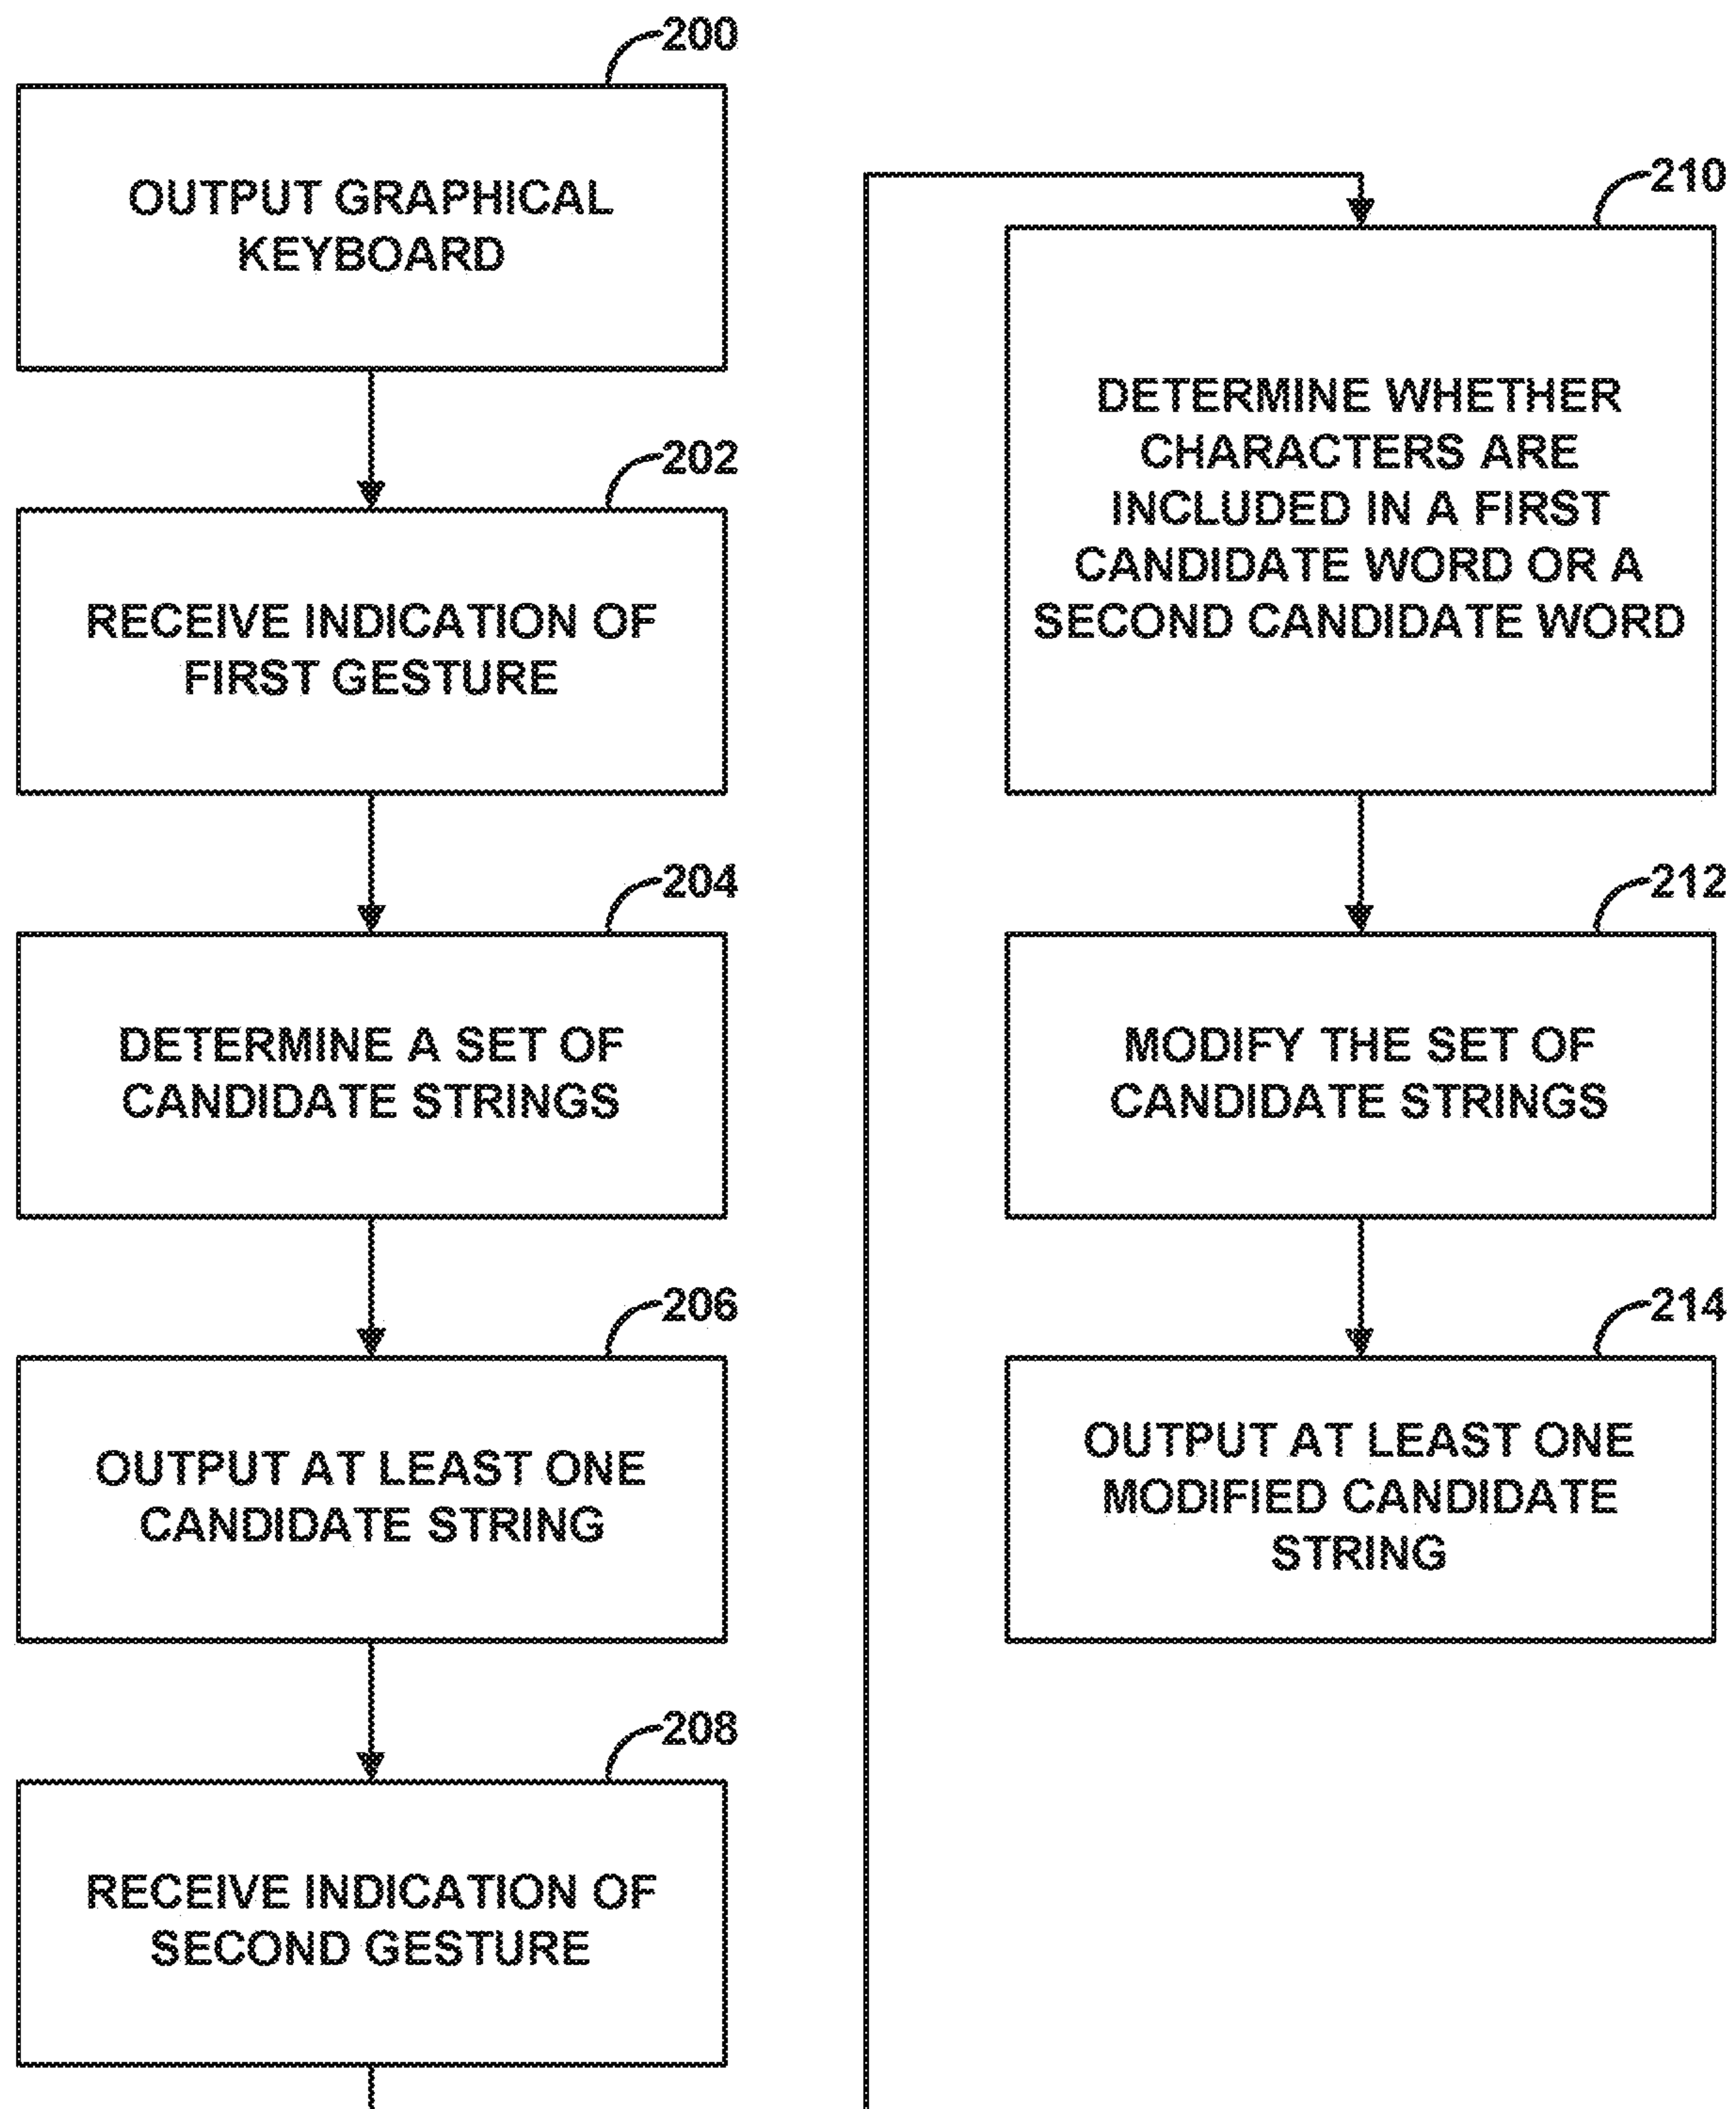 200
OUTPUT GRAPHICAL
KEYBOARD
202
RECEIVE INDICATION OF
FIRST GESTURE
204
DETERMINE A SET OF
CANDIDATE STRINGS
206
OUTPUT AT LEAST ONE
CANDIDATE STRING
208
RECEIVE INDICATION OF
SECOND GESTURE
210
DETERMINE WHETHER
CHARACTERS ARE
INCLUDED IN A FIRST
CANDIDATE WORD OR A
SECOND CANDIDATE WORD
212
MODIFY THE SET OF
CANDIDATE STRINGS
214
OUTPUT AT LEAST ONE
MODIFIED CANDIDATE
STRING